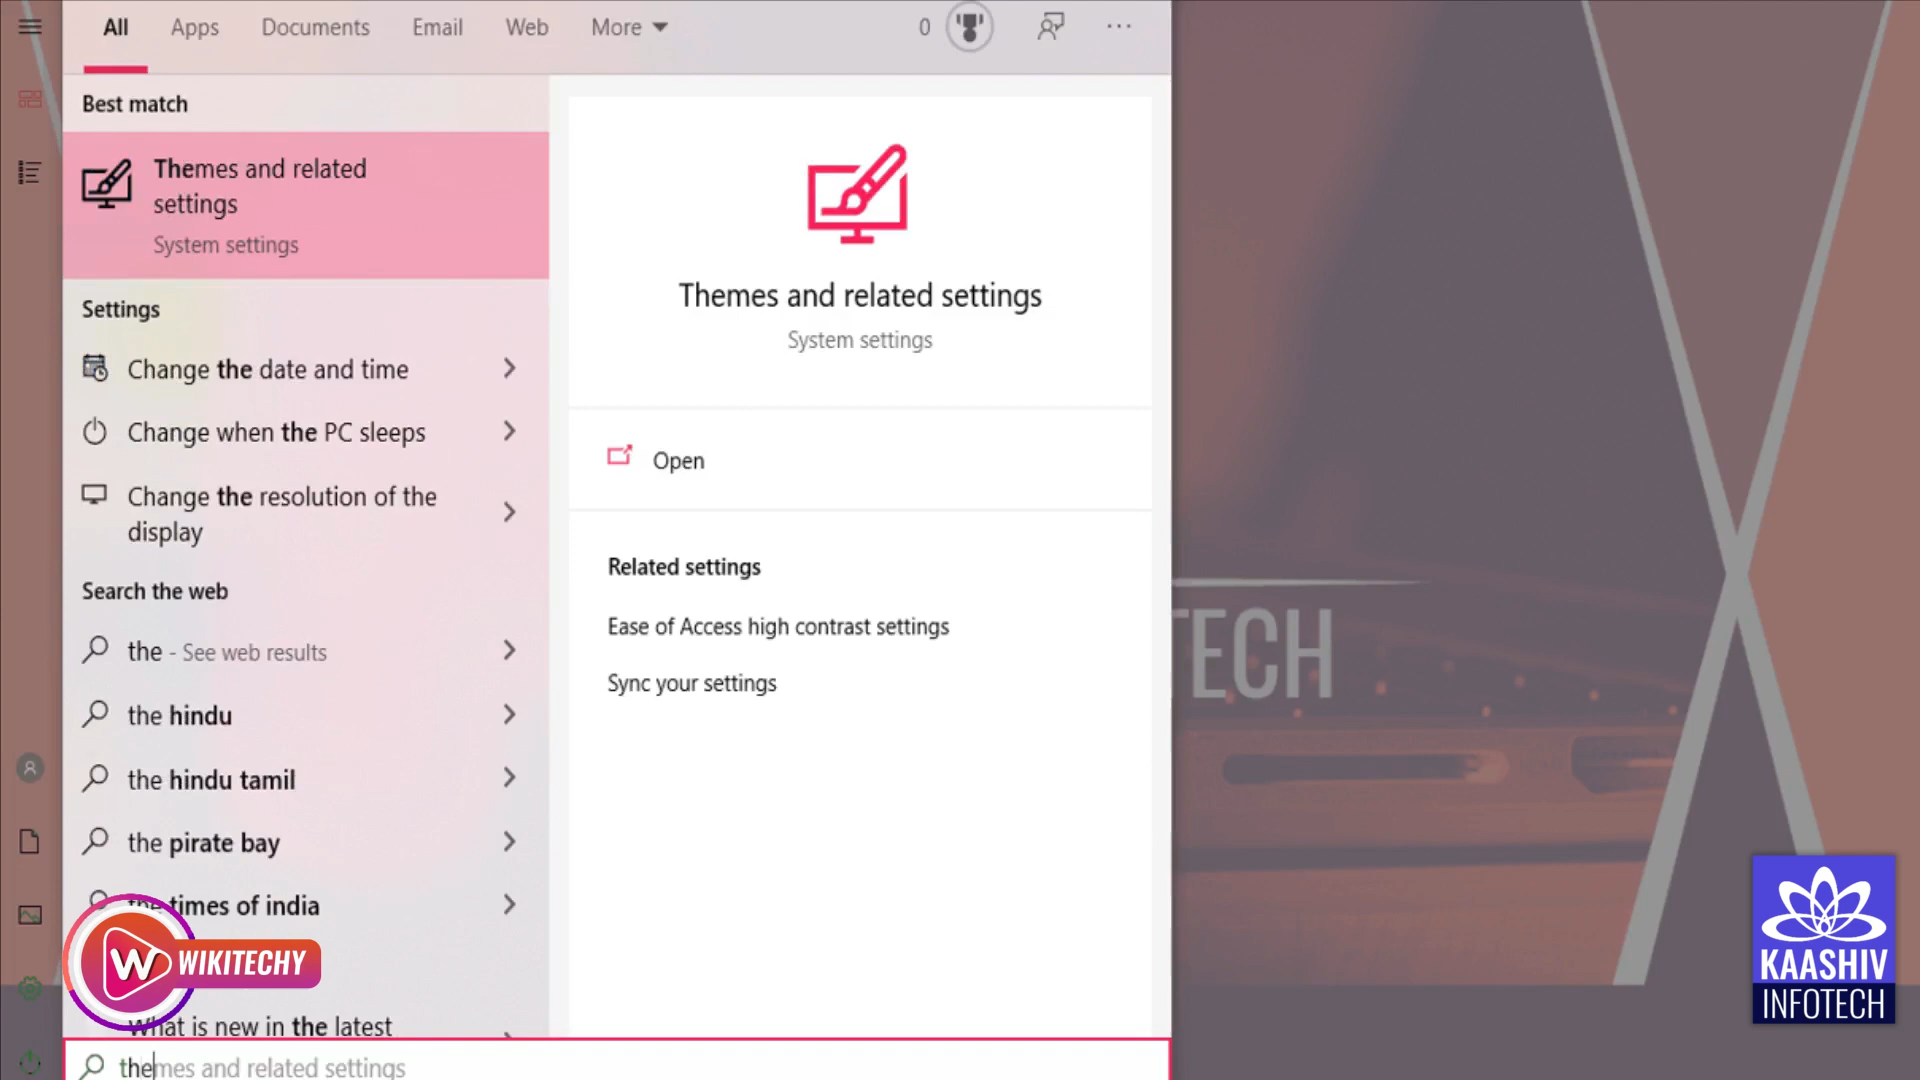 All Apps Documents Email Web More 0 ...
Best match
Themes and related
settings
System settings
Settings
Change the date and time
Change when the PC sleeps
Change the resolution of the
display
Search the web
the - See web results
the hindu
the hindu tamil
the pirate bay
the times of india
What is new in the latest
themes and related settings
Themes and related settings
System settings
Open
Related settings
Ease of Access high contrast settings
Sync your settings
TECH
W WIKITECHY
KAASHIV
INFOTECH